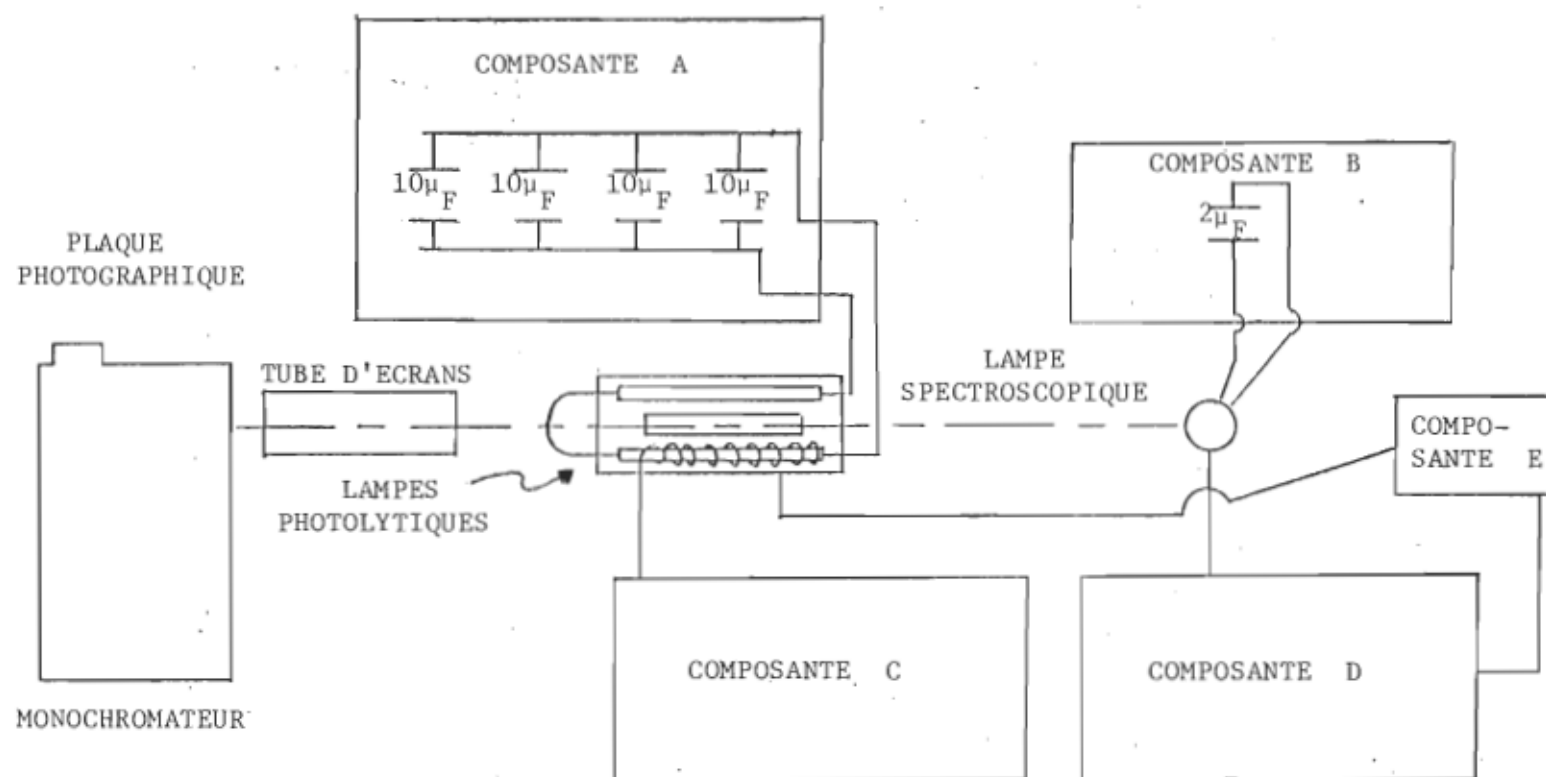 COMPOSANTE A
10μF 10μF 10μF 10μF
COMPOSANTE B
2μF
PLAQUE
PHOTOGRAPHIQUE
TUBE D'ECRANS
LAMPE
SPECTROSCOPIQUE
COMPO-
SANTE E
LAMPES
PHOTOLYTIQUES
COMPOSANTE C
COMPOSANTE D
MONOCHROMATEUR